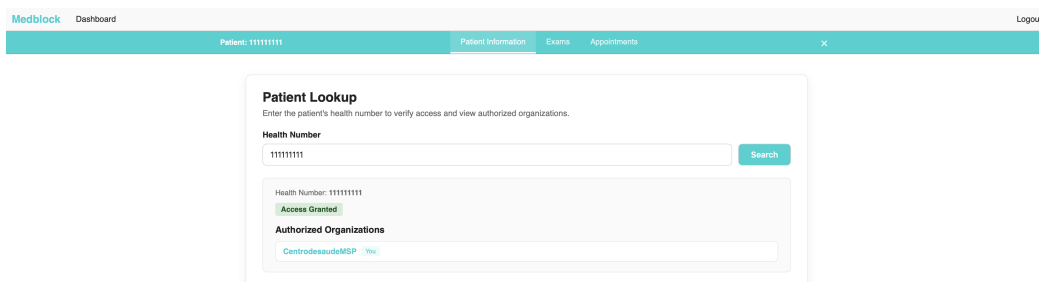 Medblock Dashboard Logou
Patient: 111111111 Patient Information Exams Appointments ×
Patient Lookup
Enter the patient's health number to verify access and view authorized organizations.
Health Number
111111111 Search
Health Number: 111111111
Access Granted
Authorized Organizations
CentrodesaudeMSP You